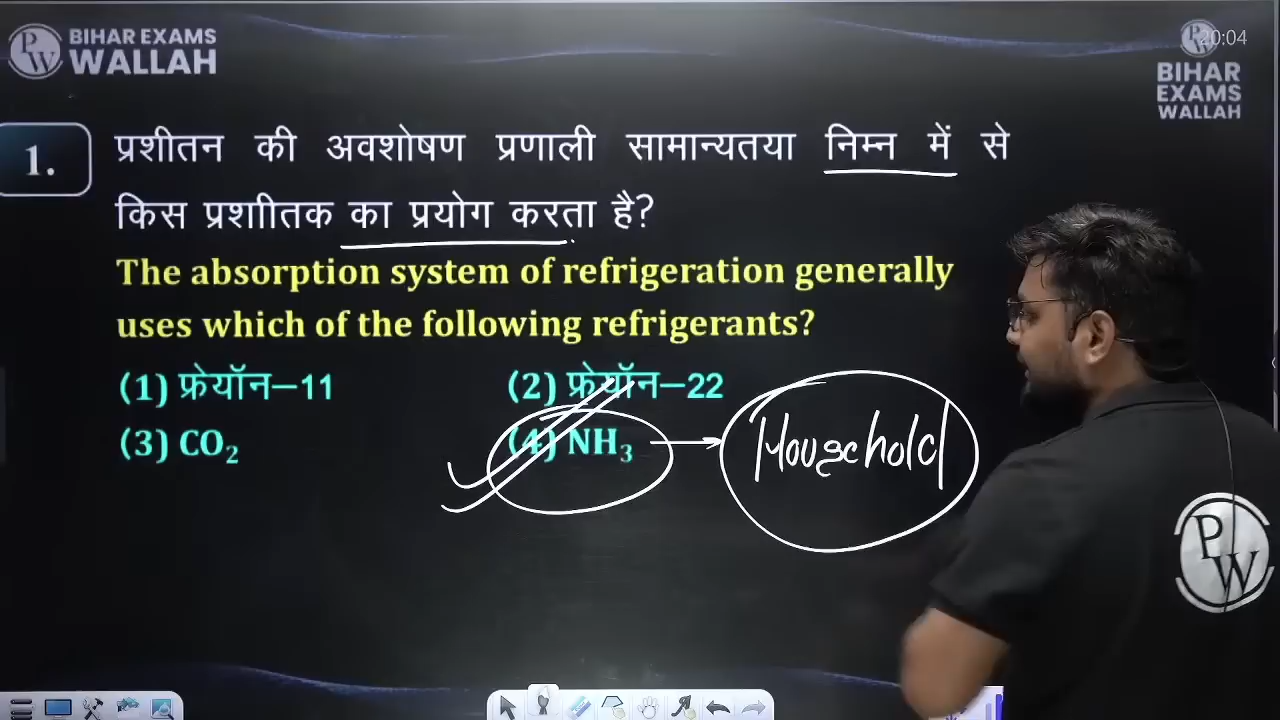 BIHAR EXAMS
WALLAH
20:04
BIHAR
EXAMS
WALLAH
1. प्रशीतन की अवशोषण प्रणाली सामान्यतया निम्न में से
किस प्रशाीतक का प्रयोग करता है?
The absorption system of refrigeration generally
uses which of the following refrigerants?
(1) फ्रेयॉन–11 (2) फ्रेयॉन–22
(3) CO₂ (4) NH₃ Household
PW